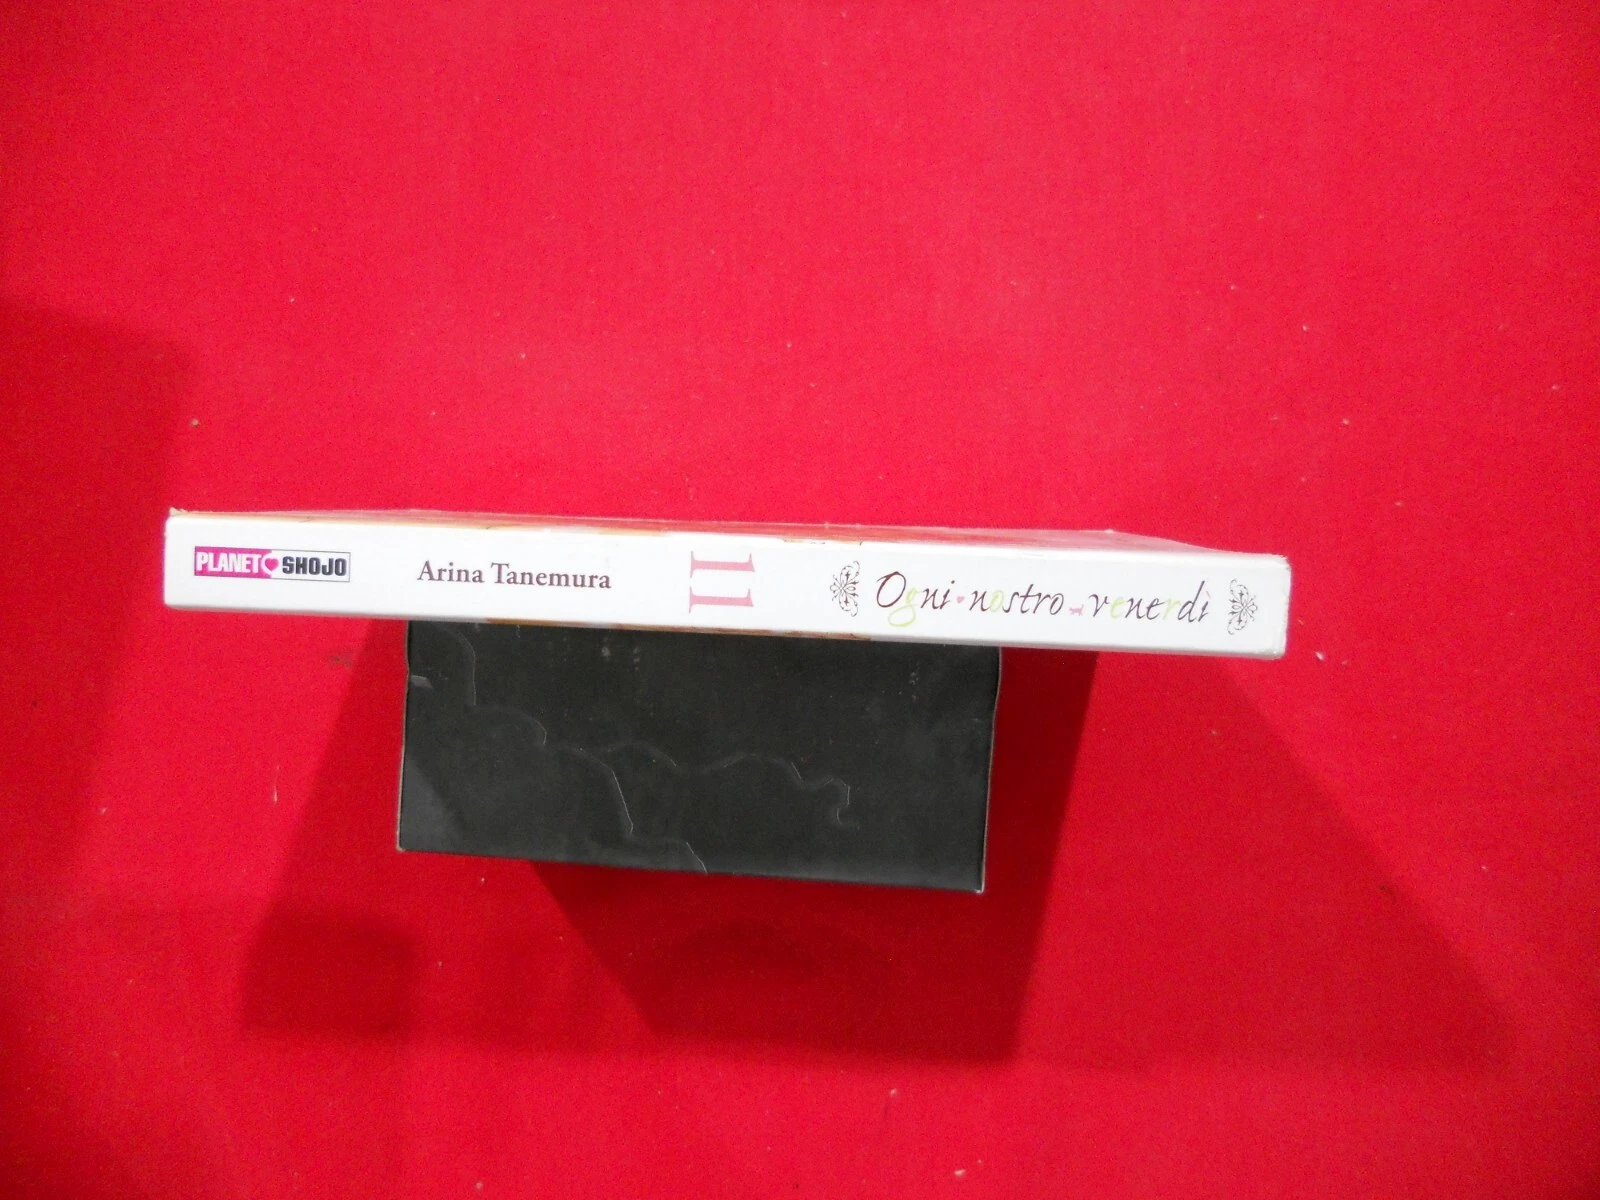 PLANET SHOJO
Arina Tanemura
11
Ogni nostro venerdì